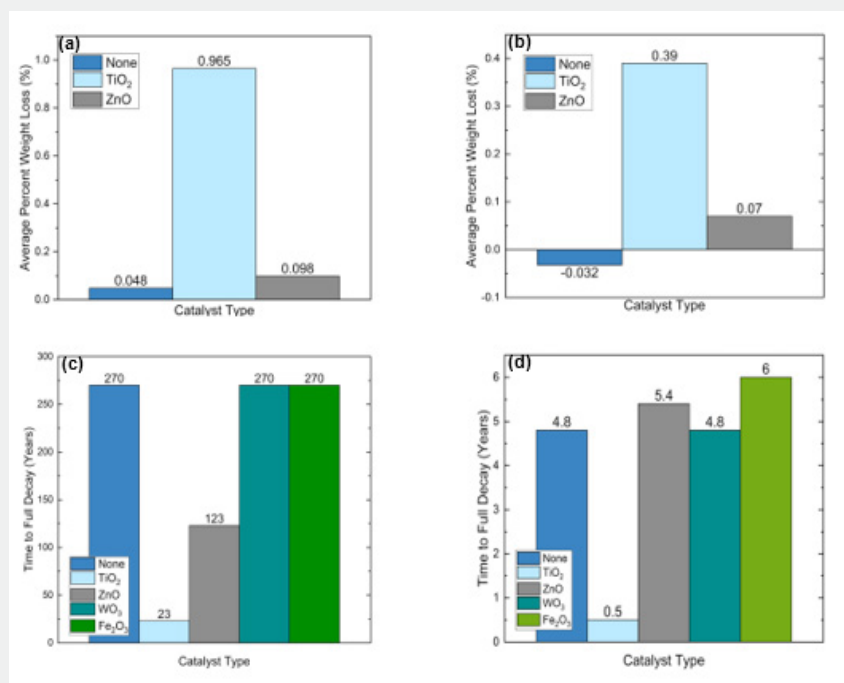 (a)
None
TiO₂
ZnO
0.048
0.965
0.098
1.0
0.8
0.6
0.4
0.2
0.0
Average Percent Weight Loss (%)
Catalyst Type
(b)
None
TiO₂
ZnO
-0.032
0.39
0.07
0.4
0.3
0.2
0.1
0.0
-0.1
Average Percent Weight Lost (%)
Catalyst Type
(c)
270
23
123
270
270
None
TiO₂
ZnO
WO₃
Fe₂O₃
300
250
200
150
100
50
0
Time to Full Decay (Years)
Catalyst Type
(d)
4.8
0.5
5.4
4.8
6
None
TiO₂
ZnO
WO₃
Fe₂O₃
6
5
4
3
2
1
0
Time to Full Decay (Years)
Catalyst Type